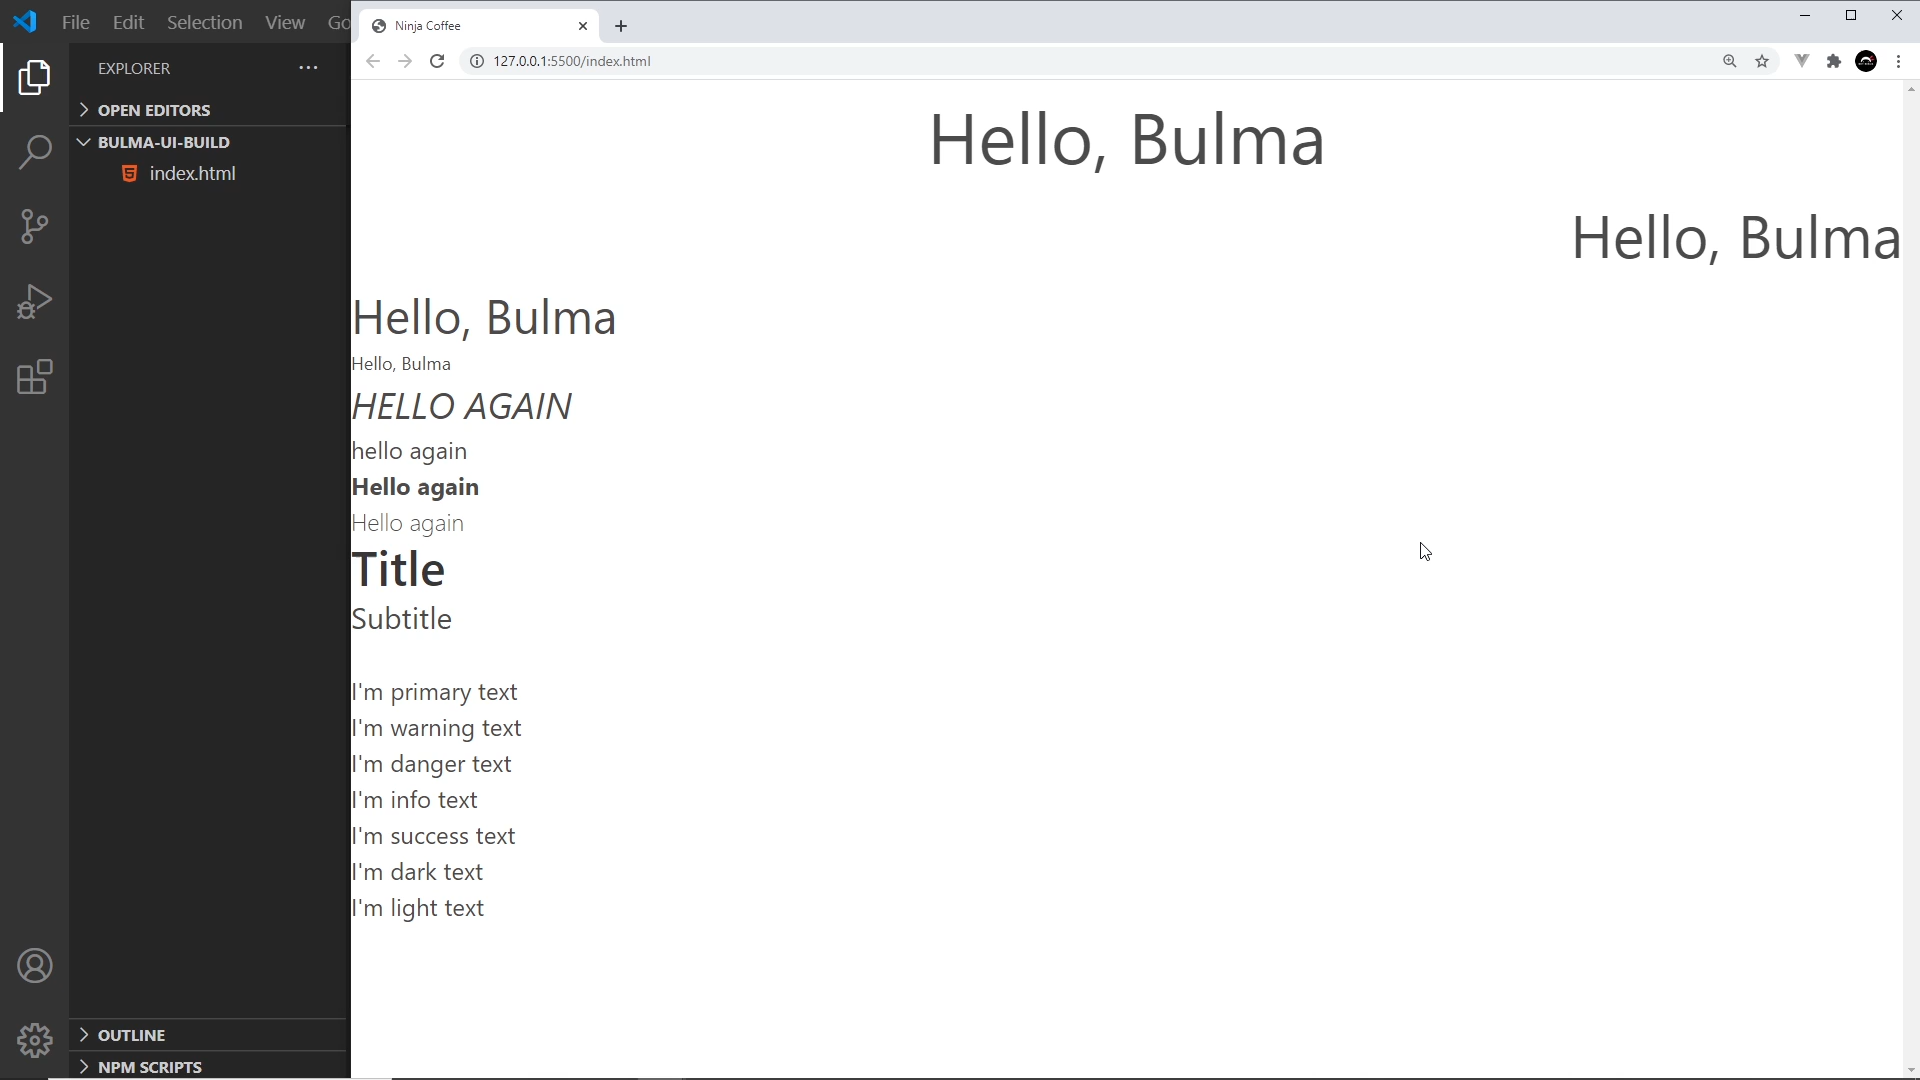 File Edit Selection View Go
Ninja Coffee
127.0.0.1:5500/index.html
EXPLORER
OPEN EDITORS
BULMA-UI-BUILD
index.html
OUTLINE
NPM SCRIPTS
Hello, Bulma
Hello, Bulma
Hello, Bulma
Hello, Bulma
HELLO AGAIN
hello again
Hello again
Hello again
Title
Subtitle
I'm primary text
I'm warning text
I'm danger text
I'm info text
I'm success text
I'm dark text
I'm light text